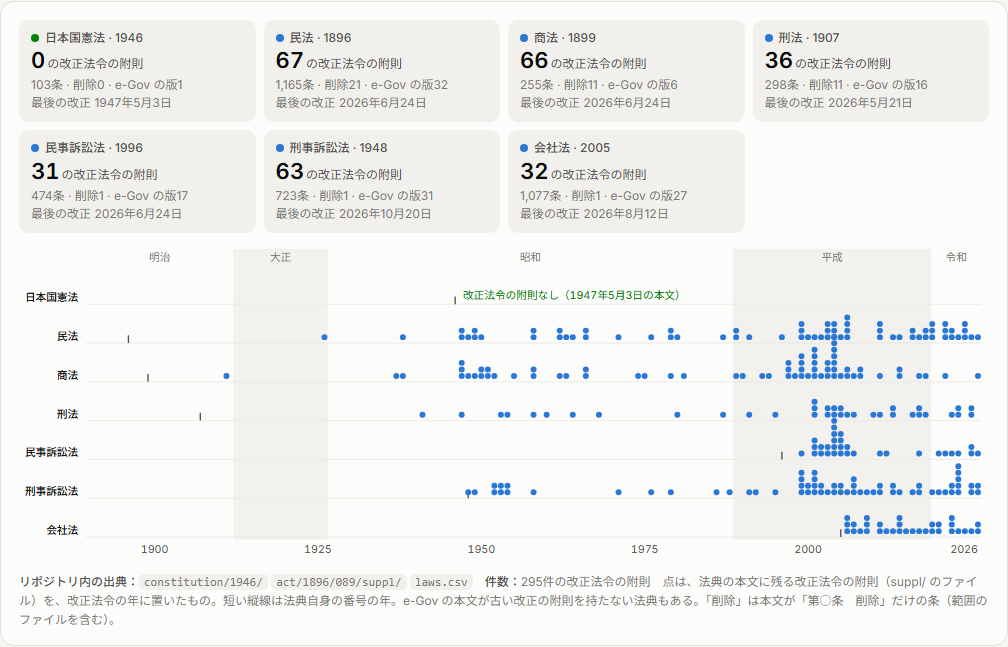 日本国憲法 · 1946
0 の改正法令の附則
103条 · 削除0 · e-Gov の版1
最後の改正 1947年5月3日
民法 · 1896
67 の改正法令の附則
1,165条 · 削除21 · e-Gov の版32
最後の改正 2026年6月24日
商法 · 1899
66 の改正法令の附則
255条 · 削除11 · e-Gov の版6
最後の改正 2026年6月24日
刑法 · 1907
36 の改正法令の附則
298条 · 削除11 · e-Gov の版16
最後の改正 2026年5月21日
民事訴訟法 · 1996
31 の改正法令の附則
474条 · 削除1 · e-Gov の版17
最後の改正 2026年6月24日
刑事訴訟法 · 1948
63 の改正法令の附則
723条 · 削除1 · e-Gov の版31
最後の改正 2026年10月20日
会社法 · 2005
32 の改正法令の附則
1,077条 · 削除1 · e-Gov の版27
最後の改正 2026年8月12日
明治 大正 昭和 平成 令和
日本国憲法 改正法令の附則なし（1947年5月3日の本文）
民法
商法
刑法
民事訴訟法
刑事訴訟法
会社法
1900 1925 1950 1975 2000 2026
リポジトリ内の出典： constitution/1946/ act/1896/089/suppl/ laws.csv 件数：295件の改正法令の附則　点は、法典の本文に残る改正法令の附則（suppl/ のファイ
ル）を、改正法令の年に置いたもの。短い縦線は法典自身の番号の年。e-Gov の本文が古い改正の附則を持たない法典もある。「削除」は本文が「第〇条　削除」だけの条（範囲の
ファイルを含む）。